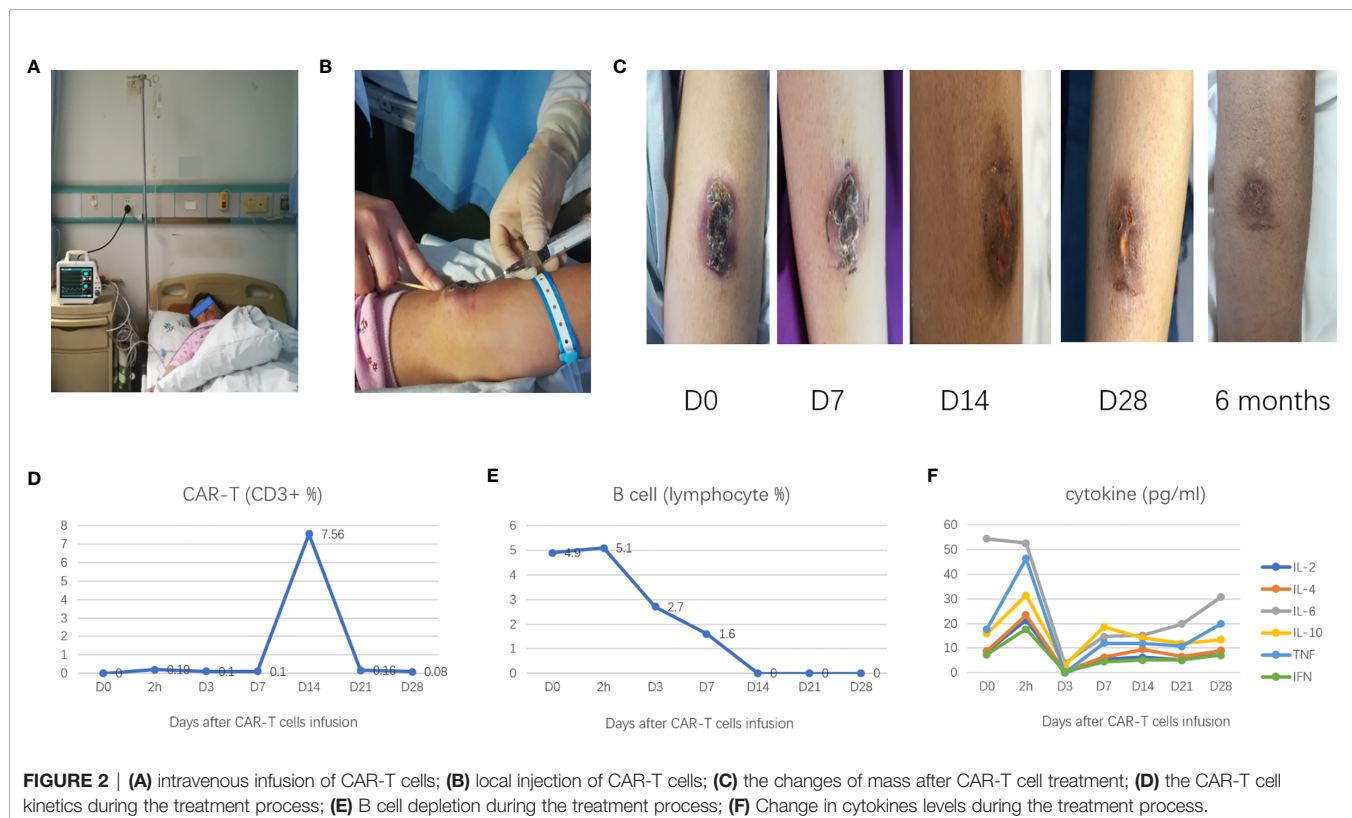 A
B
C
D0
D7
D14
D28
6 months
D
CAR-T (CD3+ %)
8
7
6
5
4
3
2
1
0
0
0.19
0.1
0.1
7.56
0.16
0.08
D0
2h
D3
D7
D14
D21
D28
Days after CAR-T cells infusion
E
B cell (lymphocyte %)
6
5
4
3
2
1
0
4.9
5.1
2.7
1.6
0
0
0
D0
2h
D3
D7
D14
D21
D28
Days after CAR-T cells infusion
F
cytokine (pg/ml)
60
50
40
30
20
10
0
D0
2h
D3
D7
D14
D21
D28
Days after CAR-T cells infusion
IL-2
IL-4
IL-6
IL-10
TNF
IFN
FIGURE 2 | (A) intravenous infusion of CAR-T cells; (B) local injection of CAR-T cells; (C) the changes of mass after CAR-T cell treatment; (D) the CAR-T cell
kinetics during the treatment process; (E) B cell depletion during the treatment process; (F) Change in cytokines levels during the treatment process.